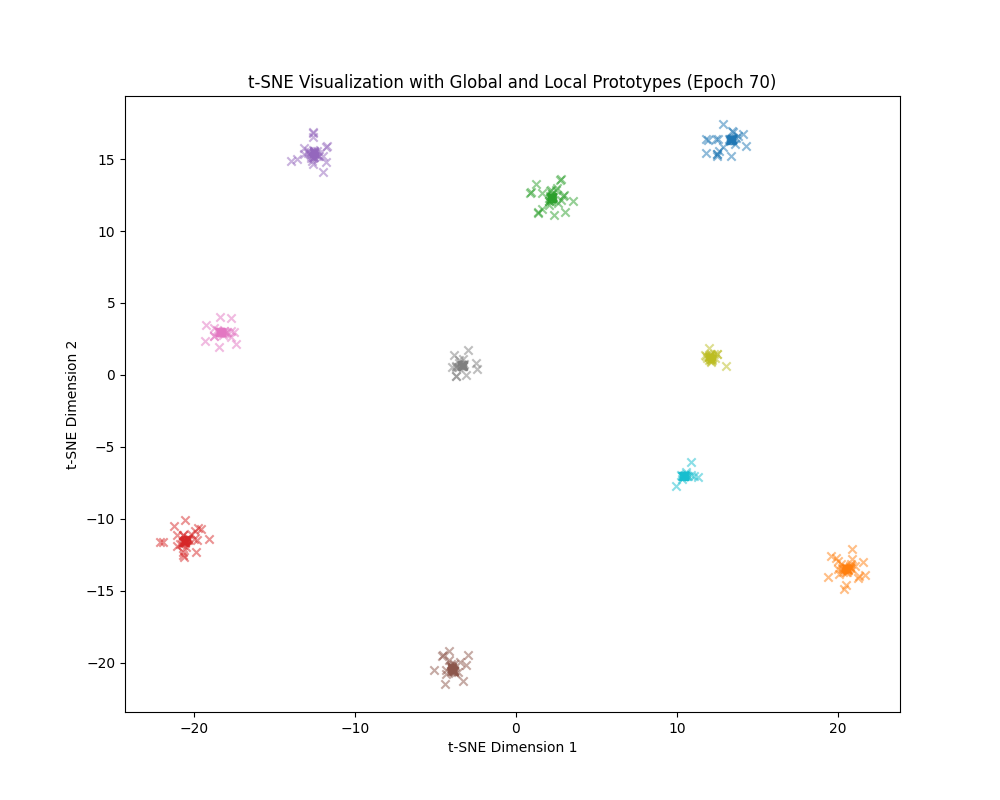 t-SNE Visualization with Global and Local Prototypes (Epoch 70)
15
10
5
0
−5
−10
−15
−20
t-SNE Dimension 2
−20 −10 0 10 20
t-SNE Dimension 1